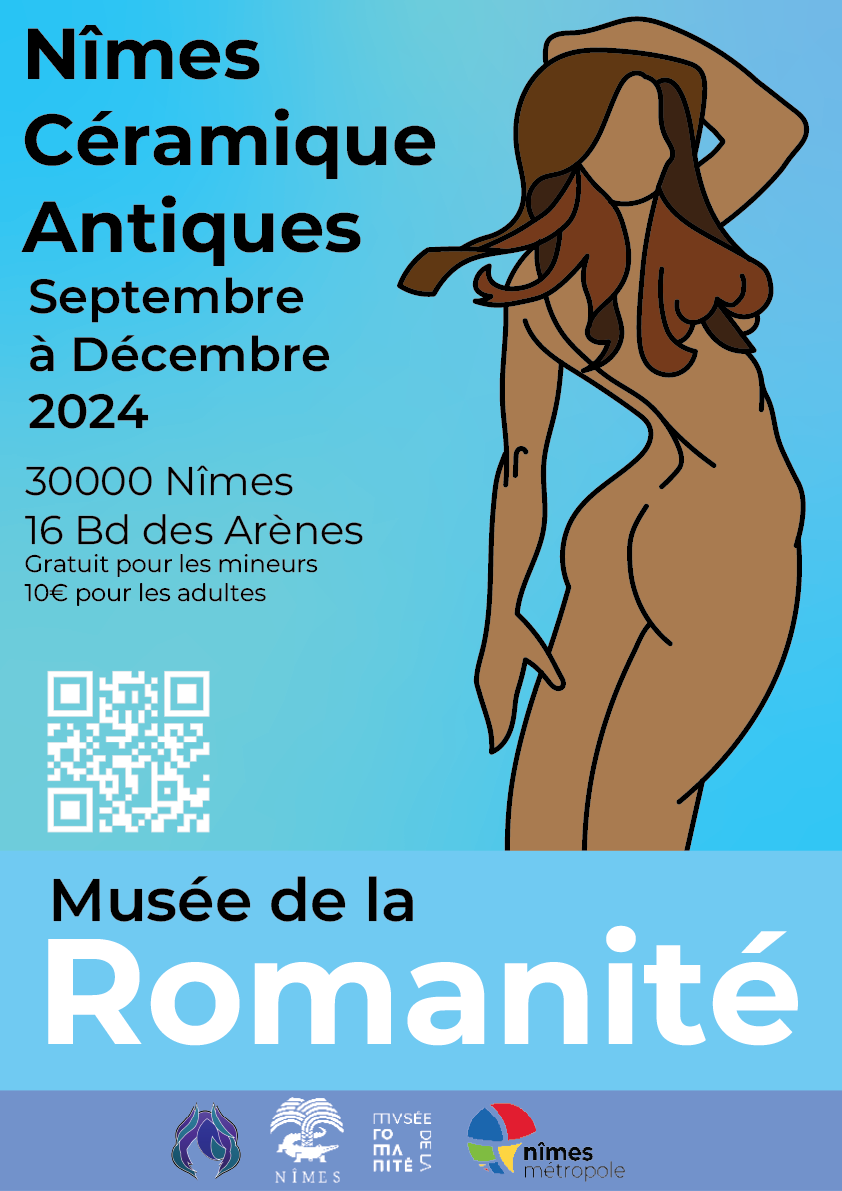 Nîmes
Céramique
Antiques
Septembre
à Décembre
2024
30000 Nîmes
16 Bd des Arènes
Gratuit pour les mineurs
10€ pour les adultes
Musée de la
Romanité
NÎMES
MVSÉE
RO
MA
NITÉ
DE LA
nîmes
métropole